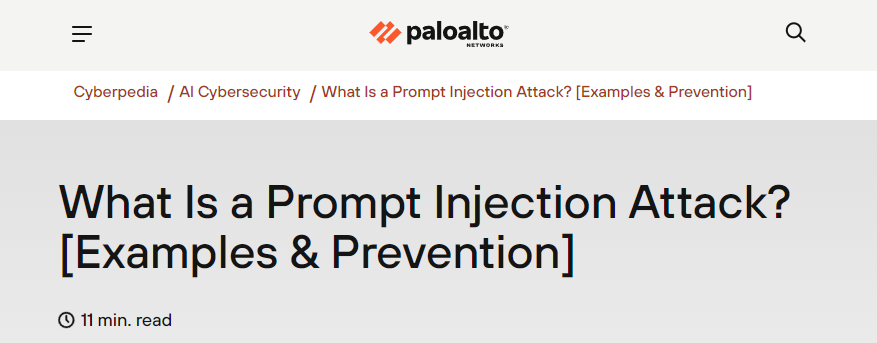 paloalto®
NETWORKS
Cyberpedia / AI Cybersecurity / What Is a Prompt Injection Attack? [Examples & Prevention]
What Is a Prompt Injection Attack?
[Examples & Prevention]
11 min. read